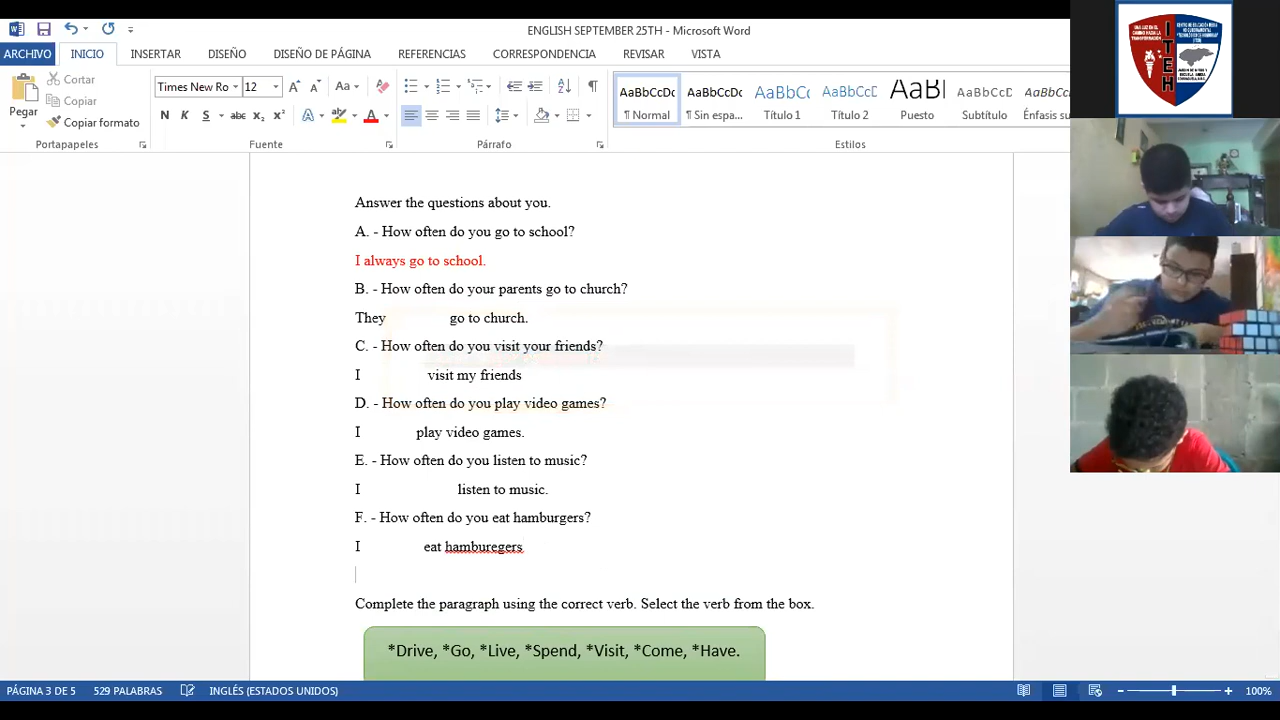 ENGLISH SEPTEMBER 25TH - Microsoft Word
ARCHIVO INICIO INSERTAR DISEÑO DISEÑO DE PÁGINA REFERENCIAS CORRESPONDENCIA REVISAR VISTA
Pegar
Cortar
Copiar
Copiar formato
Portapapeles
Times New Ro 12
Fuente
Párrafo
AaBbCcDc AaBbCcDc AaBbCc AaBbCcD AaBl AaBbCcD AaBbCcD
¶ Normal ¶ Sin espa... Título 1 Título 2 Puesto Subtítulo Énfasis su
Estilos
Answer the questions about you.
A. - How often do you go to school?
I always go to school.
B. - How often do your parents go to church?
They go to church.
C. - How often do you visit your friends?
I visit my friends
D. - How often do you play video games?
I play video games.
E. - How often do you listen to music?
I listen to music.
F. - How often do you eat hamburgers?
I eat hamburegers
Complete the paragraph using the correct verb. Select the verb from the box.
*Drive, *Go, *Live, *Spend, *Visit, *Come, *Have.
PÁGINA 3 DE 5 529 PALABRAS INGLÉS (ESTADOS UNIDOS) 100%
ITEH